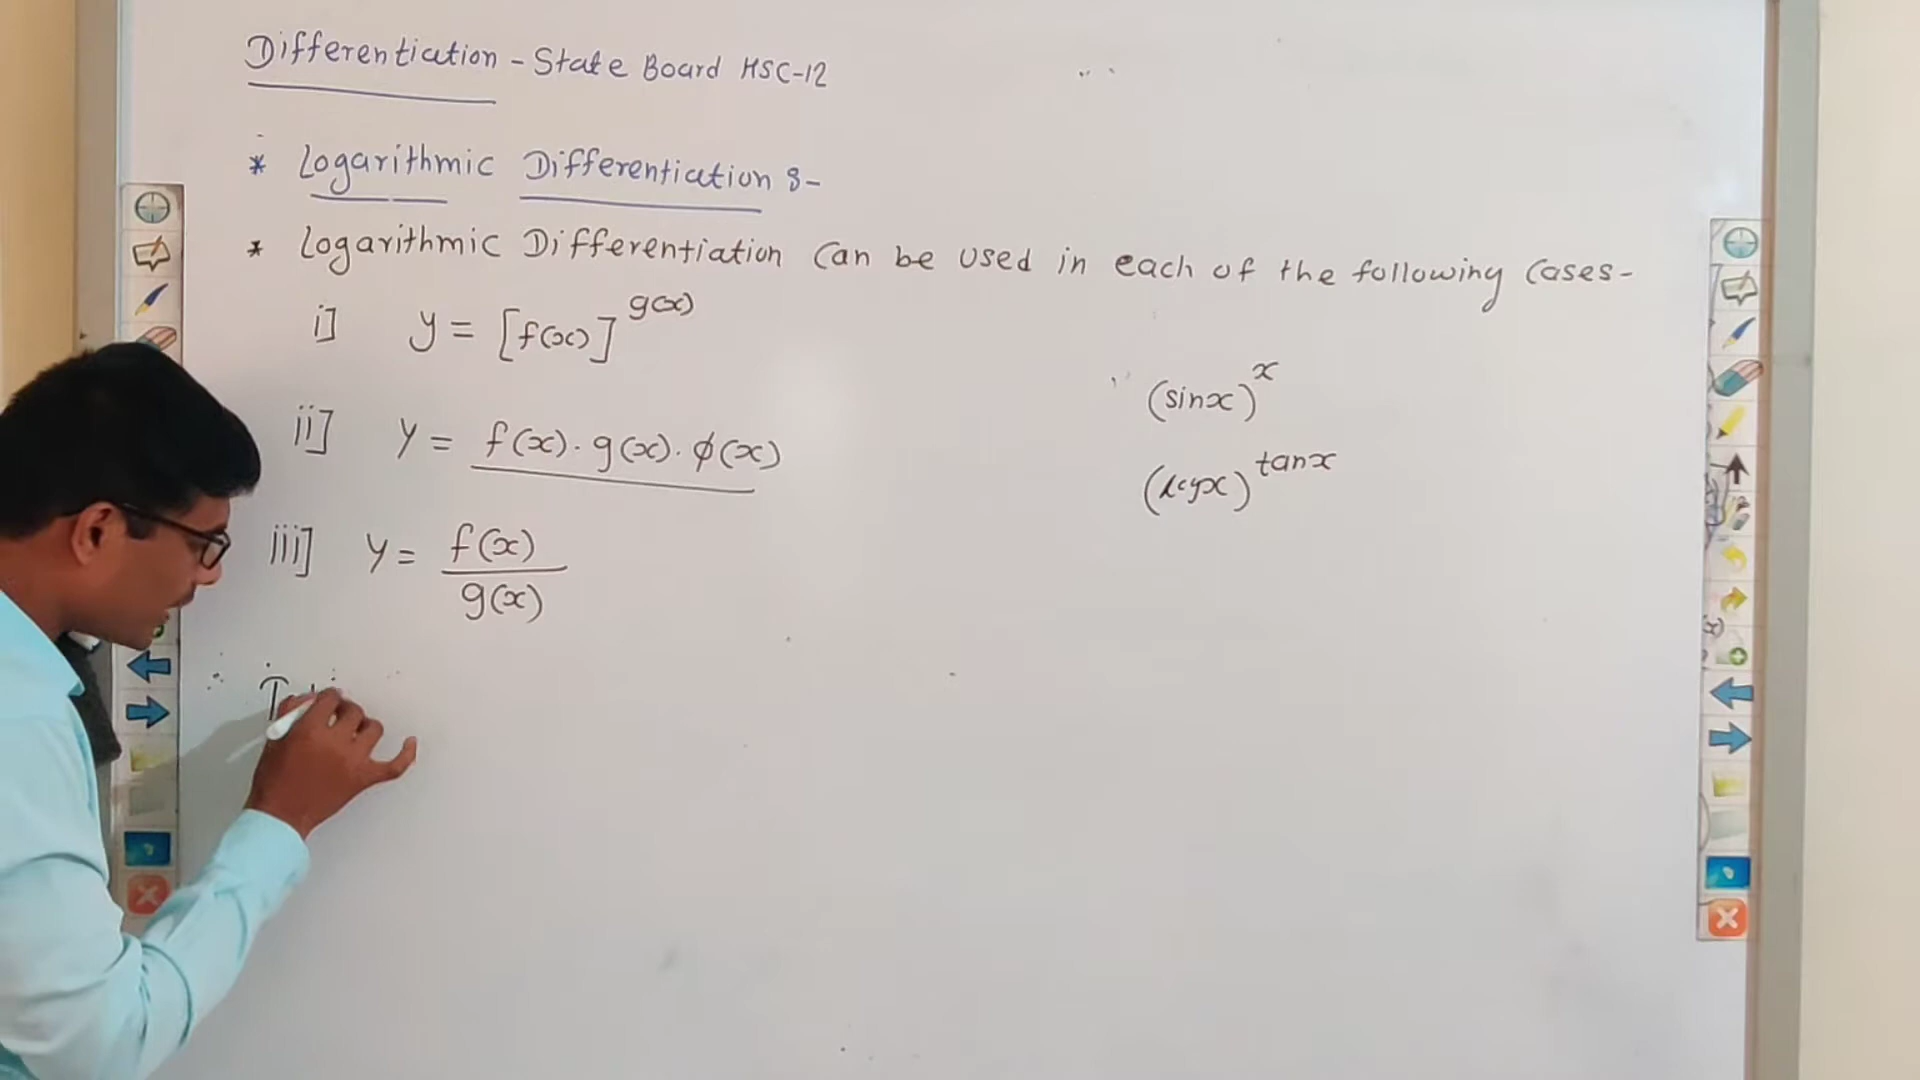 Differentiation - State Board HSC-12
* Logarithmic Differentiation :-
* Logarithmic Differentiation Can be used in each of the following Cases-
i] y = [f(x)]^g(x)
ii] y = f(x)·g(x)·φ(x)
iii] y = f(x)/g(x)
(sinx)^x
^tanx